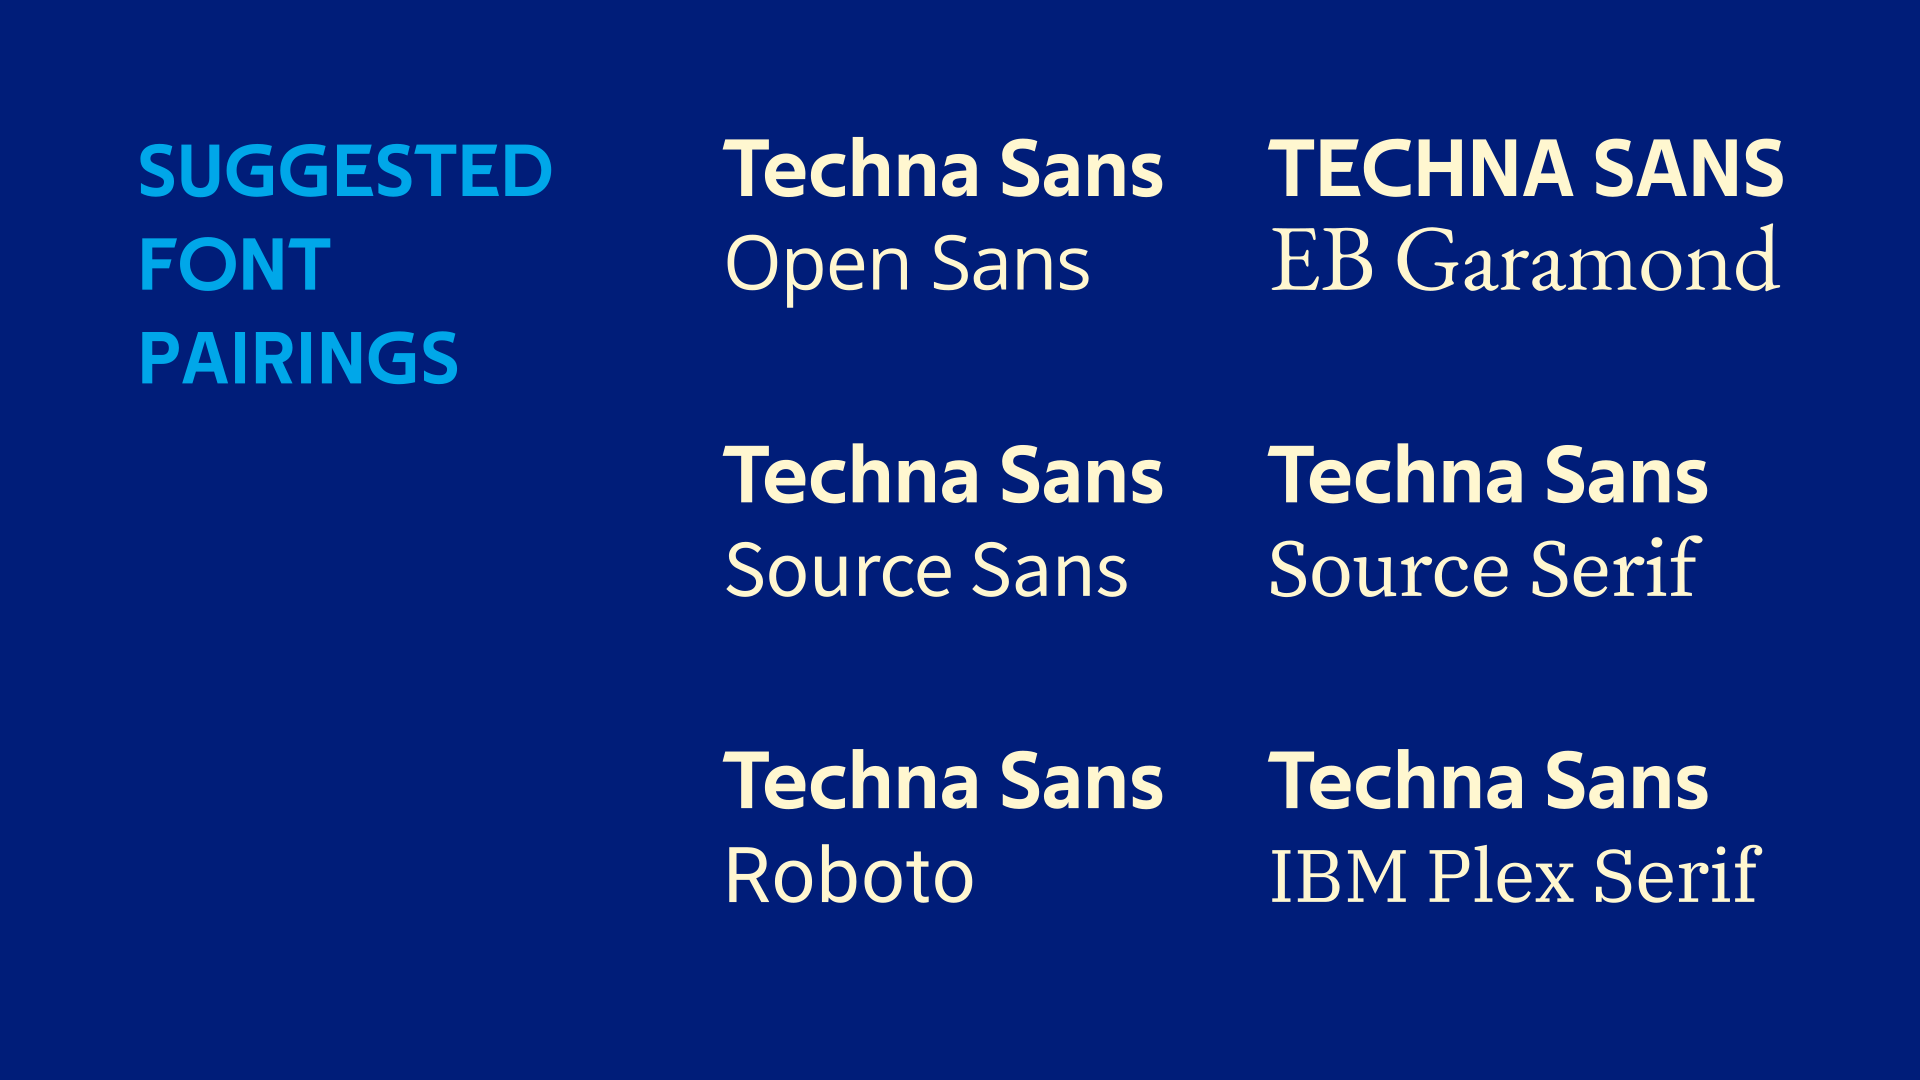 SUGGESTED
FONT
PAIRINGS
Techna Sans
Open Sans
TECHNA SANS
EB Garamond
Techna Sans
Source Sans
Techna Sans
Source Serif
Techna Sans
Roboto
Techna Sans
IBM Plex Serif